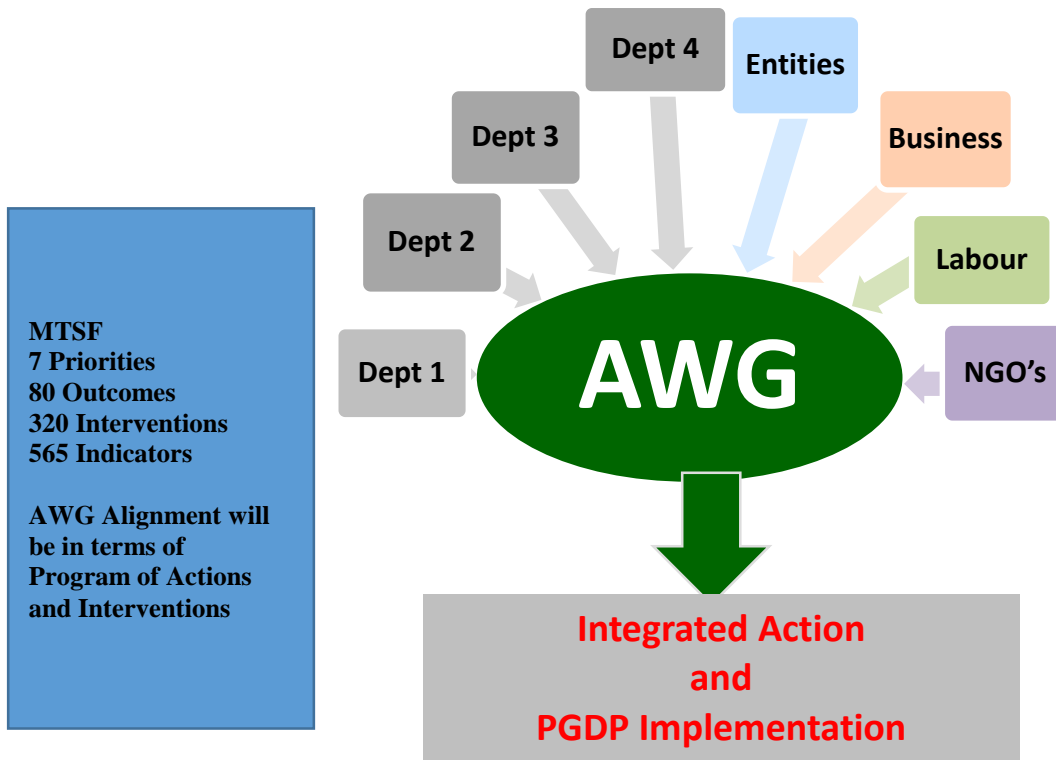 MTSF
7 Priorities
80 Outcomes
320 Interventions
565 Indicators
AWG Alignment will
be in terms of
Program of Actions
and Interventions
Dept 1
Dept 2
Dept 3
Dept 4
Entities
Business
Labour
NGO's
AWG
Integrated Action
and
PGDP Implementation